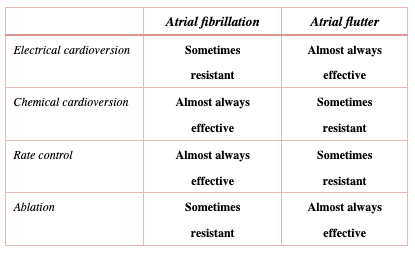 Atrial fibrillation Atrial flutter
Electrical cardioversion Sometimes Almost always
resistant effective
Chemical cardioversion Almost always Sometimes
effective resistant
Rate control Almost always Sometimes
effective resistant
Ablation Sometimes Almost always
resistant effective